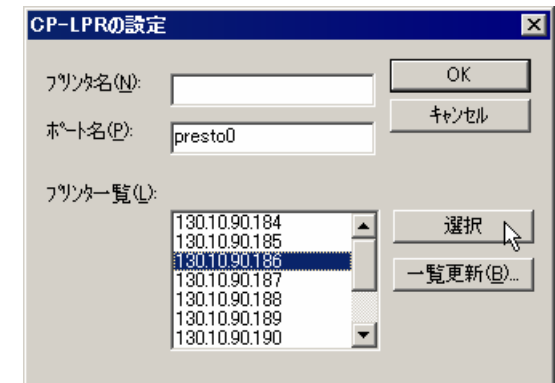 CP-LPRの設定
プリンタ名(N):
OK
キャンセル
ポート名(P):
presto0
プリンタ一覧(L):
130.10.90.184
130.10.90.185
130.10.90.186
130.10.90.187
130.10.90.188
130.10.90.189
130.10.90.190
選択
一覧更新(B)...